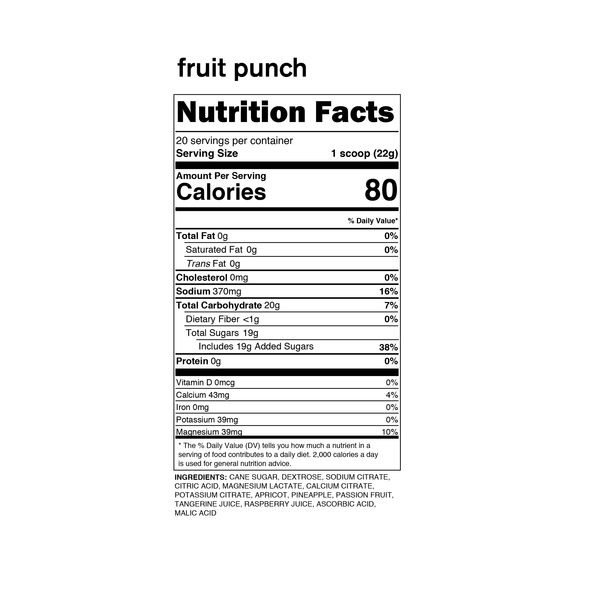 fruit punch
Nutrition Facts
20 servings per container
Serving Size 1 scoop (22g)
Amount Per Serving
Calories 80
% Daily Value*
Total Fat 0g 0%
Saturated Fat 0g 0%
Trans Fat 0g
Cholesterol 0mg 0%
Sodium 370mg 16%
Total Carbohydrate 20g 7%
Dietary Fiber <1g 0%
Total Sugars 19g
Includes 19g Added Sugars 38%
Protein 0g 0%
Vitamin D 0mcg 0%
Calcium 43mg 4%
Iron 0mg 0%
Potassium 39mg 0%
Magnesium 39mg 10%
* The % Daily Value (DV) tells you how much a nutrient in a
serving of food contributes to a daily diet. 2,000 calories a day
is used for general nutrition advice.
INGREDIENTS: CANE SUGAR, DEXTROSE, SODIUM CITRATE,
CITRIC ACID, MAGNESIUM LACTATE, CALCIUM CITRATE,
POTASSIUM CITRATE, APRICOT, PINEAPPLE, PASSION FRUIT,
TANGERINE JUICE, RASPBERRY JUICE, ASCORBIC ACID,
MALIC ACID